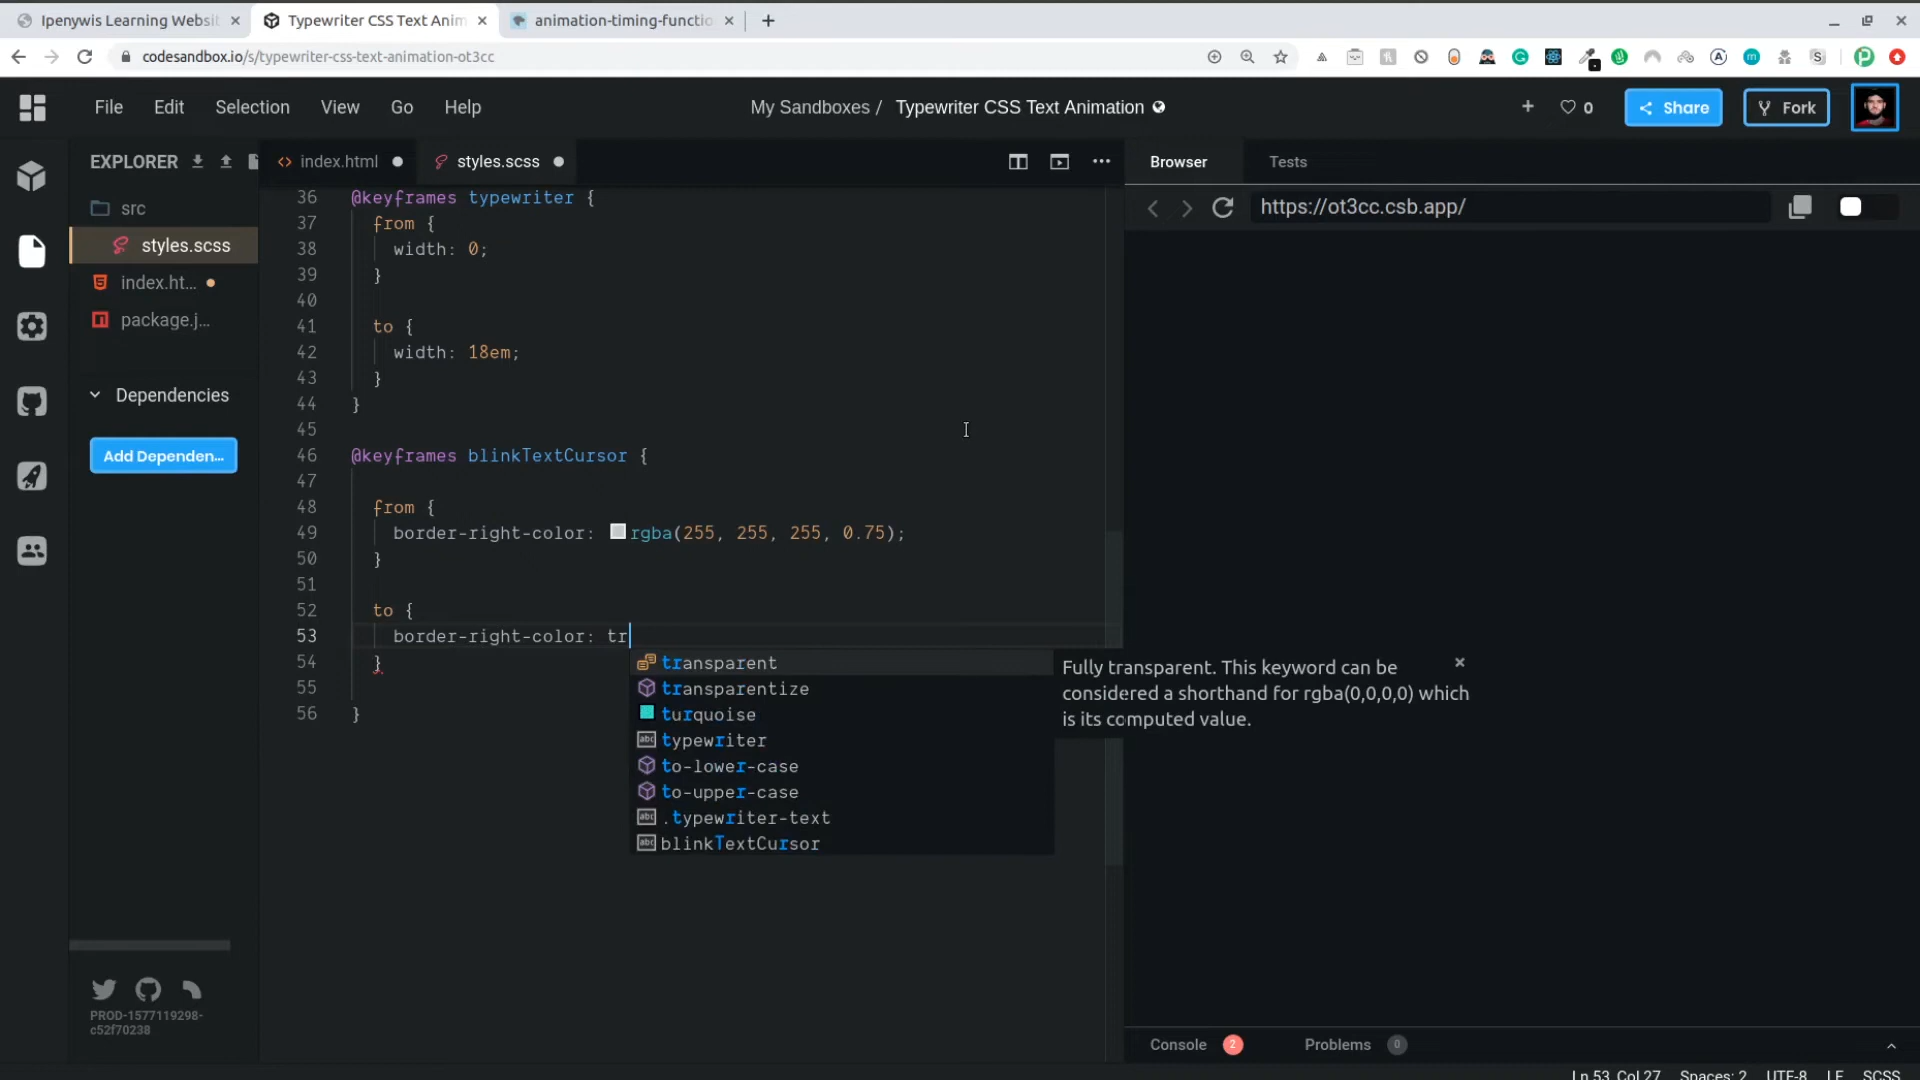 Ipenywis Learning Websi
Typewriter CSS Text Anim
animation-timing-functio
codesandbox.io/s/typewriter-css-text-animation-ot3cc
File Edit Selection View Go Help
My Sandboxes / Typewriter CSS Text Animation
0
Share
Fork
EXPLORER
index.html
styles.scss
Browser
Tests
https://ot3cc.csb.app/
src
styles.scss
index.ht...
package.j...
Dependencies
Add Dependen...
36 @keyframes typewriter {
37 from {
38 width: 0;
39 }
40
41 to {
42 width: 18em;
43 }
44 }
45
46 @keyframes blinkTextCursor {
47
48 from {
49 border-right-color: rgba(255, 255, 255, 0.75);
50 }
51
52 to {
53 border-right-color: tr
54 }
55
56 }
transparent
transparentize
turquoise
typewriter
to-lower-case
to-upper-case
.typewriter-text
blinkTextCursor
Fully transparent. This keyword can be
considered a shorthand for rgba(0,0,0,0) which
is its computed value.
PROD-1577119298-
c52f70238
Console 2
Problems 0
Ln 53, Col 27 Spaces: 2 UTF-8 LF SCSS